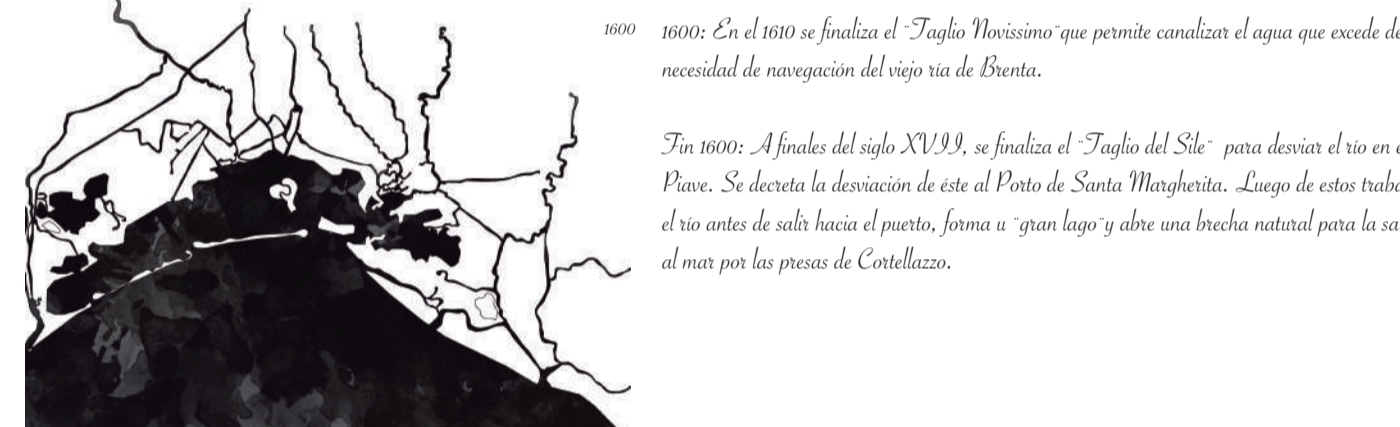 1600
1600: En el 1610 se finaliza el ¨Taglio Novissimo¨que permite canalizar el agua que excede de
necesidad de navegación del viejo ría de Brenta.
Fin 1600: A finales del siglo XVII, se finaliza el ¨Taglio del Sile¨ para desviar el río en
Piave. Se decreta la desviación de éste al Porto de Santa Margherita. Luego de estos
el río antes de salir hacia el puerto, forma u ¨gran lago¨y abre una brecha natural para la
al mar por las presas de Cortellazzo.